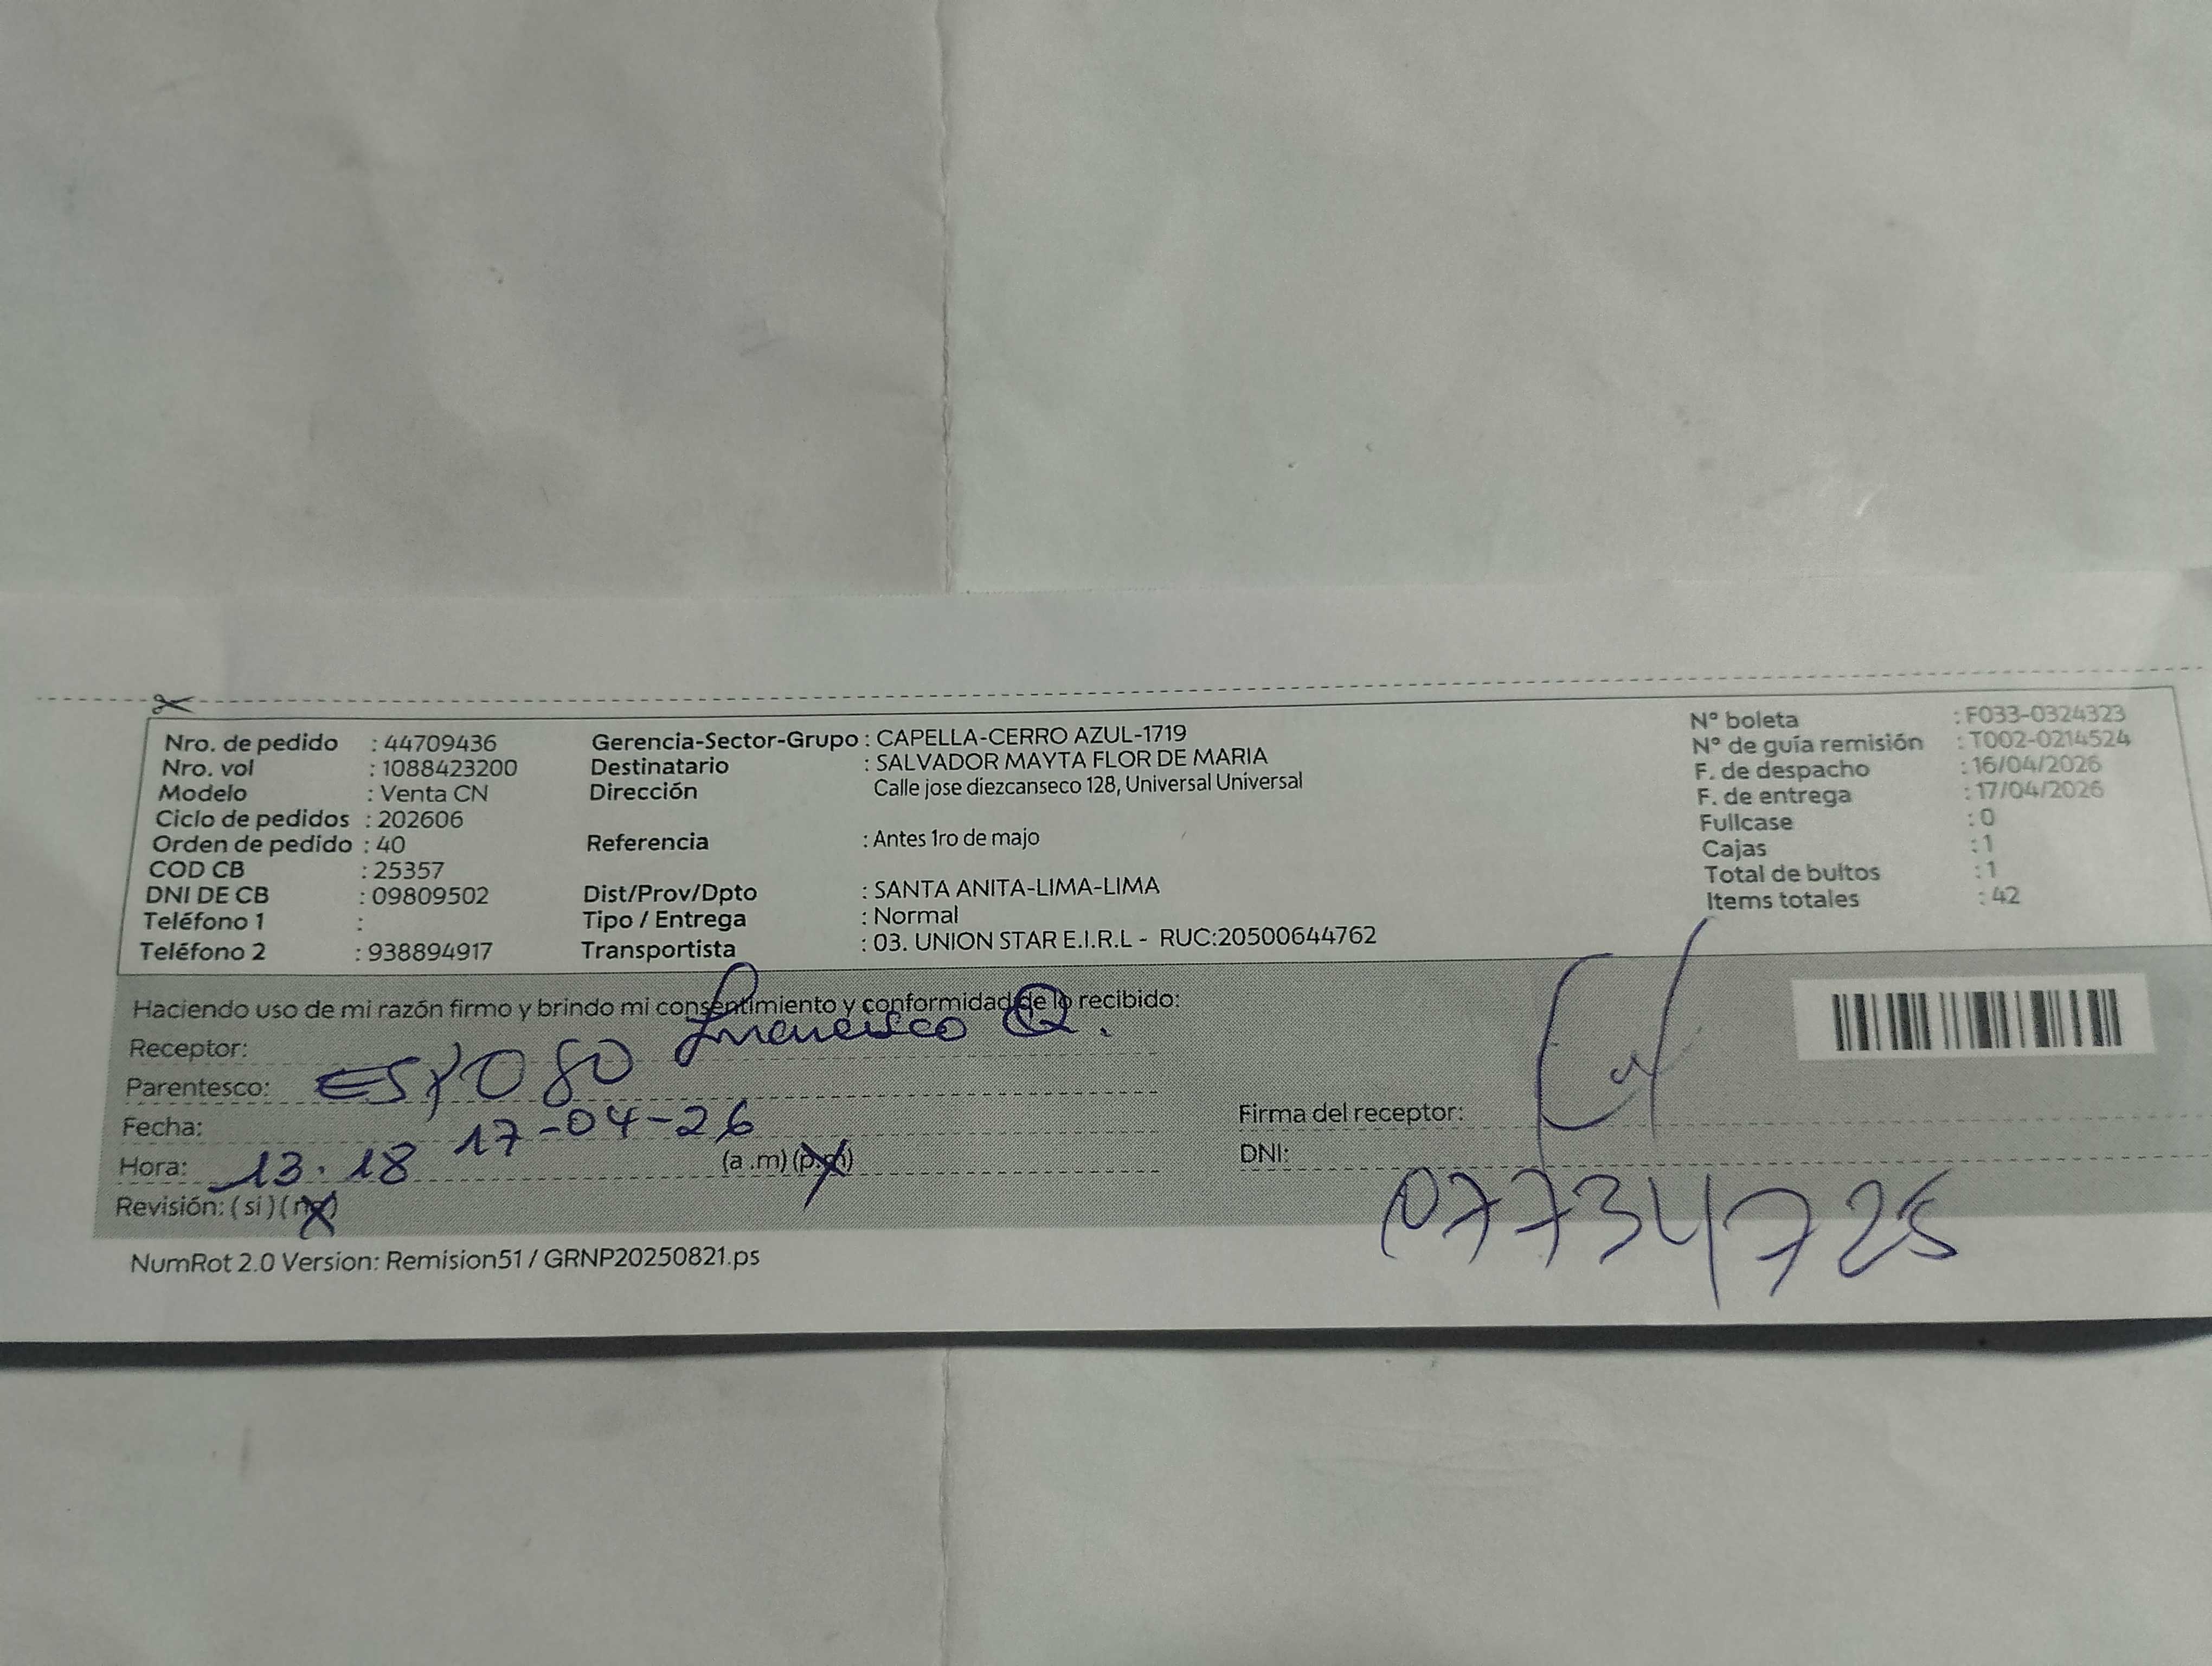 Nro. de pedido : 44709436
Nro. vol : 1088423200
Modelo : Venta CN
Ciclo de pedidos : 202606
Orden de pedido : 40
COD CB : 25357
DNI DE CB : 09809502
Teléfono 1 :
Teléfono 2 : 938894917
Gerencia-Sector-Grupo : CAPELLA-CERRO AZUL-1719
Destinatario : SALVADOR MAYTA FLOR DE MARIA
Dirección Calle jose diezcanseco 128, Universal Universal
Referencia : Antes 1ro de majo
Dist/Prov/Dpto : SANTA ANITA-LIMA-LIMA
Tipo / Entrega : Normal
Transportista : 03. UNION STAR E.I.R.L - RUC:20500644762
N° boleta : F033-0324323
N° de guía remisión : T002-0214524
F. de despacho : 16/04/2026
F. de entrega : 17/04/2026
Fullcase : 0
Cajas : 1
Total de bultos : 1
Items totales : 42
Haciendo uso de mi razón firmo y brindo mi consentimiento y conformidad de lo recibido:
Receptor: Francisco Q.
Parentesco: ESPOSO
Fecha: 17-04-26
Hora: 13.18 (a.m) (p.m)
Revisión: (si) (no)
Firma del receptor:
DNI: 07734725
NumRot 2.0 Version: Remision51 / GRNP20250821.ps